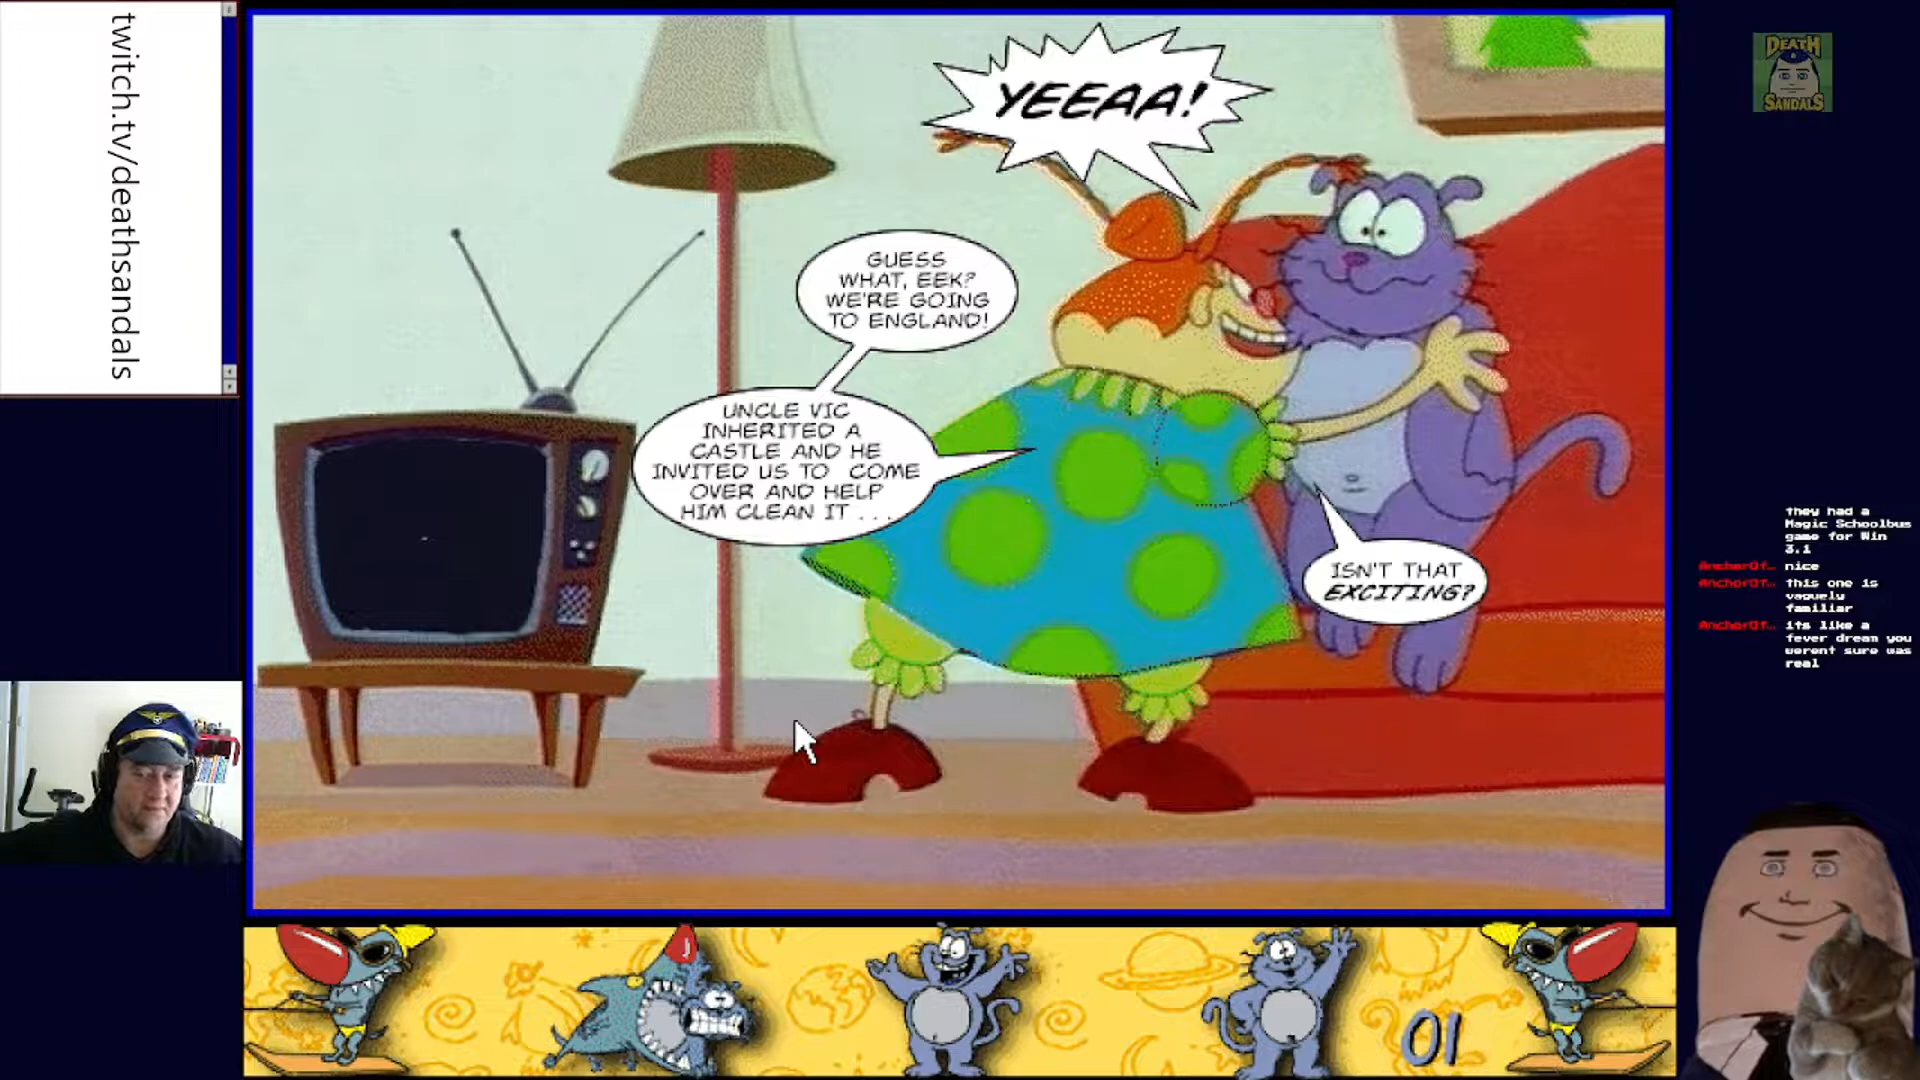 twitch.tv/deathsandals
YEEAA!
DEATH
SANDALS
GUESS
WHAT, EEK?
WE'RE GOING
TO ENGLAND!
UNCLE VIC
INHERITED A
CASTLE AND HE
INVITED US TO COME
OVER AND HELP
HIM CLEAN IT . . .
ISN'T THAT
EXCITING?
they had a
Magic Schoolbus
game for Win
3.1
AnchorOf… nice
AnchorOf… this one is
vaguely
familiar
AnchorOf… its like a
fever dream you
werent sure was
real
01